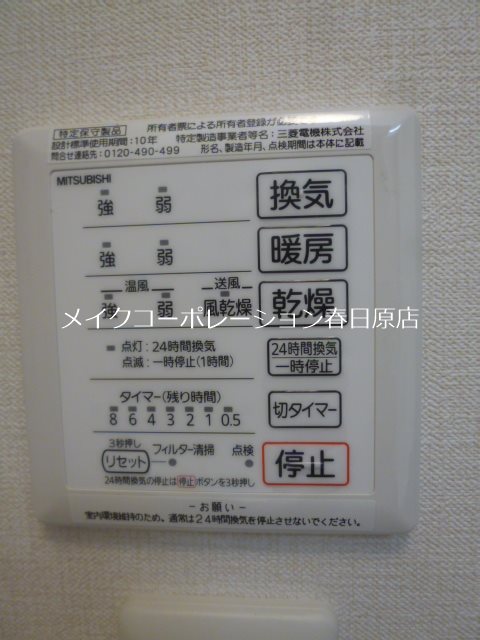 特定保守製品 所有者票による所有者登録が必
設計標準使用期間:10年 特定製造事業者等名:三菱電機株式会社
問合せ連絡先:0120-490-499 形名、製造年月、点検期間は本体に記載
MITSUBISHI
強 弱 換気
強 弱 暖房
温風 送風
強 弱 風乾燥 乾燥
メイクコーポレーション春日原店
点灯:24時間換気
点滅:一時停止(1時間)
24時間換気
一時停止
タイマー(残り時間)
8 6 4 3 2 1 0.5
切タイマー
3秒押し
リセット フィルター清掃 点検
停止
24時間換気の停止は停止ボタンを3秒押し
-お願い-
室内環境維持のため、通常は24時間換気を停止させないでください。